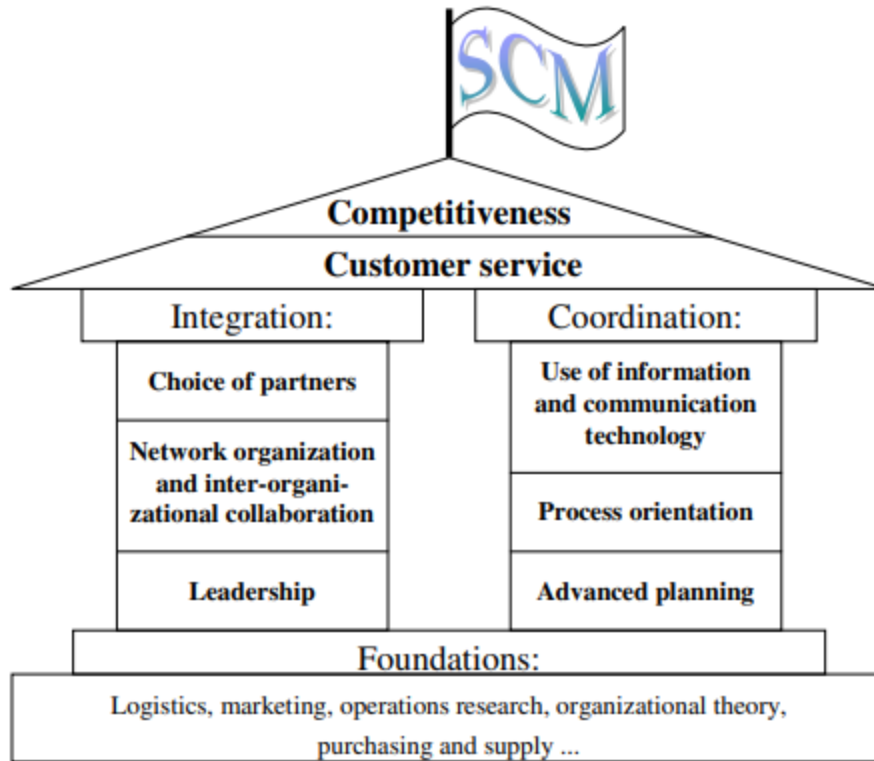 SCM
Competitiveness
Customer service
Integration:
Choice of partners
Network organization
and inter-organi-
zational collaboration
Leadership
Coordination:
Use of information
and communication
technology
Process orientation
Advanced planning
Foundations:
Logistics, marketing, operations research, organizational theory,
purchasing and supply ...